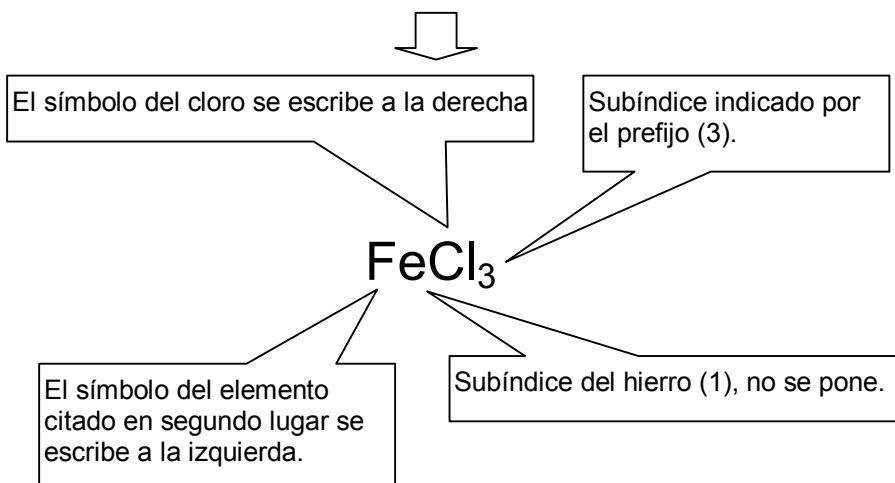 El símbolo del cloro se escribe a la derecha
Subíndice indicado por
el prefijo (3).
FeCl₃
El símbolo del elemento
citado en segundo lugar se
escribe a la izquierda.
Subíndice del hierro (1), no se pone.